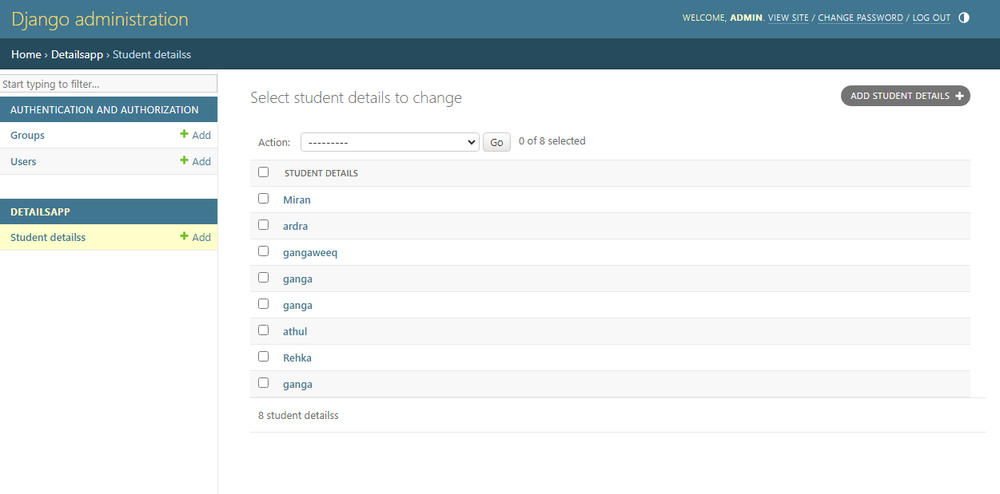 Django administration
WELCOME, ADMIN. VIEW SITE / CHANGE PASSWORD / LOG OUT
Home › Detailsapp › Student detailss
Start typing to filter...
AUTHENTICATION AND AUTHORIZATION
Groups
Add
Users
Add
DETAILSAPP
Student detailss
Add
Select student details to change
ADD STUDENT DETAILS
Action: --------- Go 0 of 8 selected
STUDENT DETAILS
Miran
ardra
gangaweeq
ganga
ganga
athul
Rehka
ganga
8 student detailss